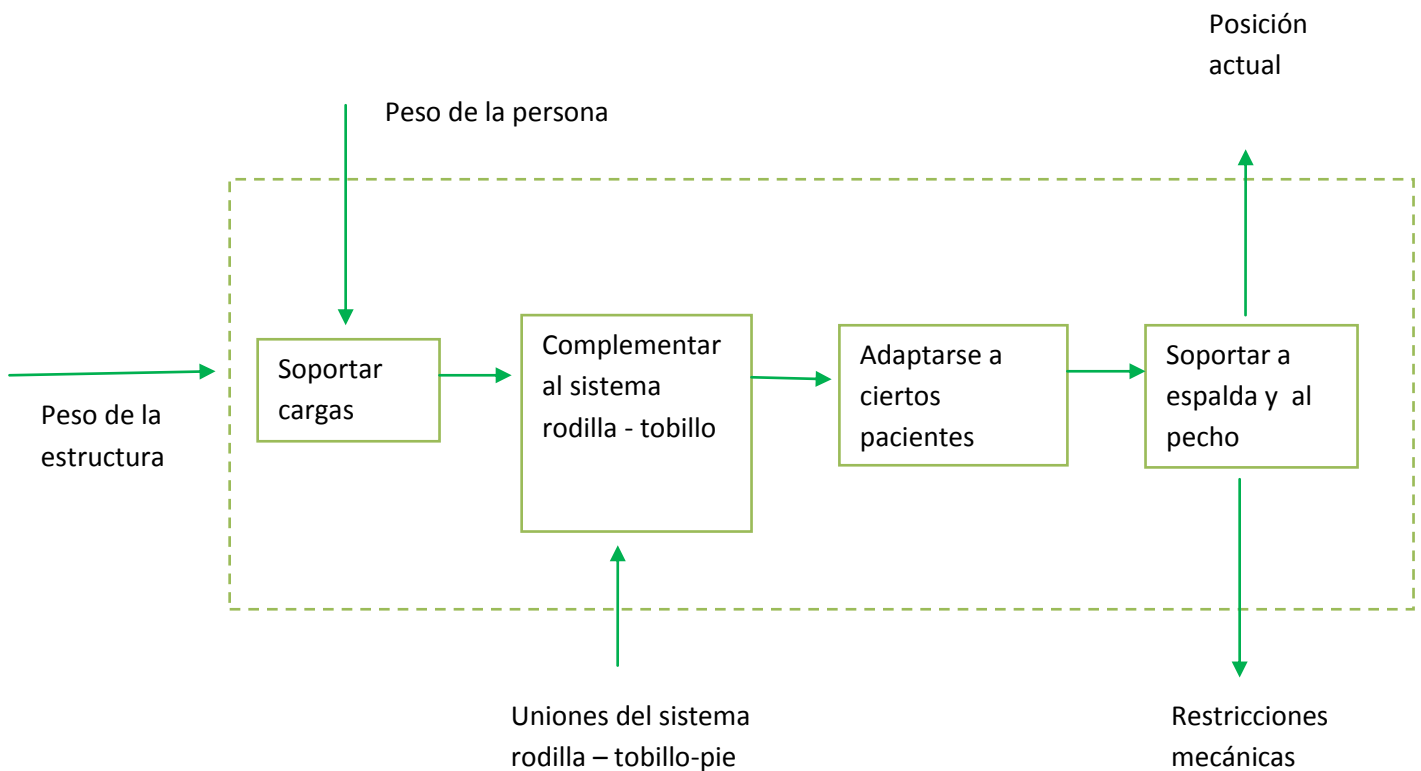 Posición
actual
Peso de la persona
Soportar
cargas
Complementar
al sistema
rodilla - tobillo
Adaptarse a
ciertos
pacientes
Soportar a
espalda y  al
pecho
Peso de la
estructura
Uniones del sistema
rodilla – tobillo-pie
Restricciones
mecánicas